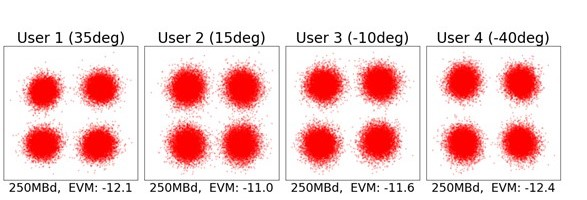 User 1 (35deg)
User 2 (15deg)
User 3 (-10deg)
User 4 (-40deg)
250MBd, EVM: -12.1
250MBd, EVM: -11.0
250MBd, EVM: -11.6
250MBd, EVM: -12.4